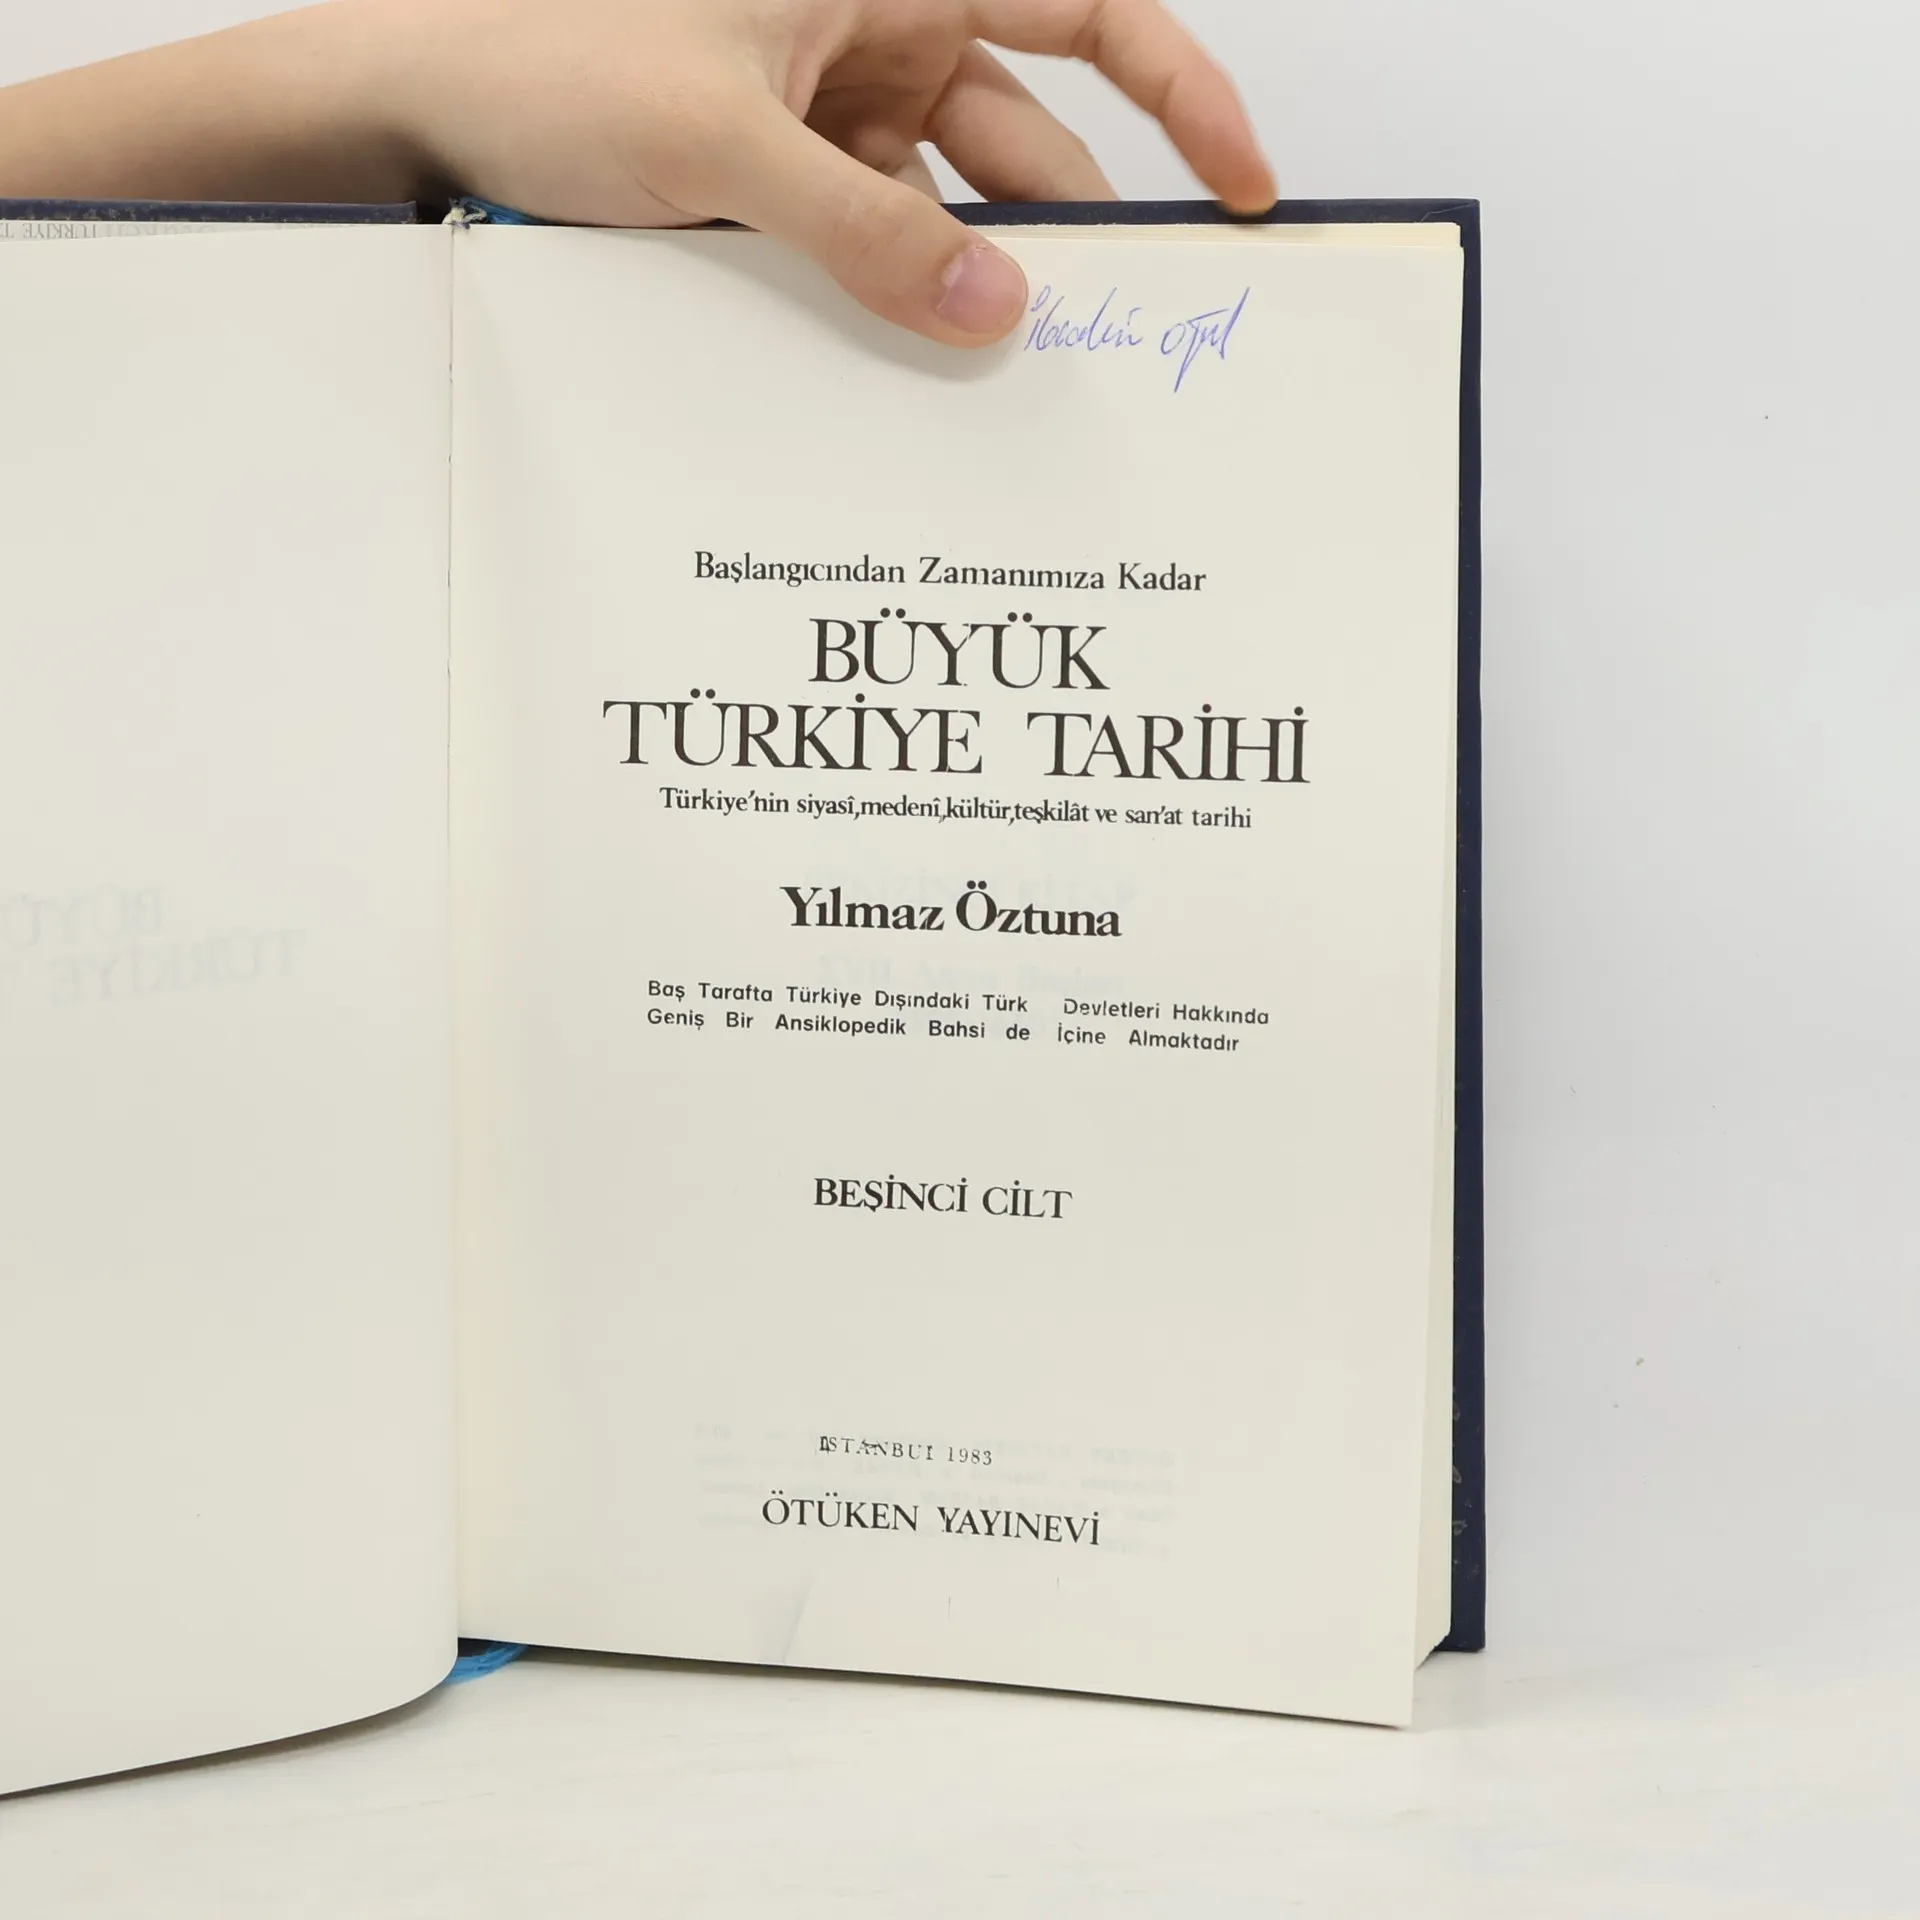 Başlangıcından Zamanımıza Kadar
BÜYÜK
TÜRKİYE TARİHİ
Türkiye'nin siyasî,medenî,kültür,teşkilât ve san'at tarihi
Yılmaz Öztuna
Baş Tarafta Türkiye Dışındaki Türk Devletleri Hakkında
Geniş Bir Ansiklopedik Bahsi de İçine Almaktadır
BEŞİNCİ CİLT
İSTANBUL 1983
ÖTÜKEN YAYINEVİ